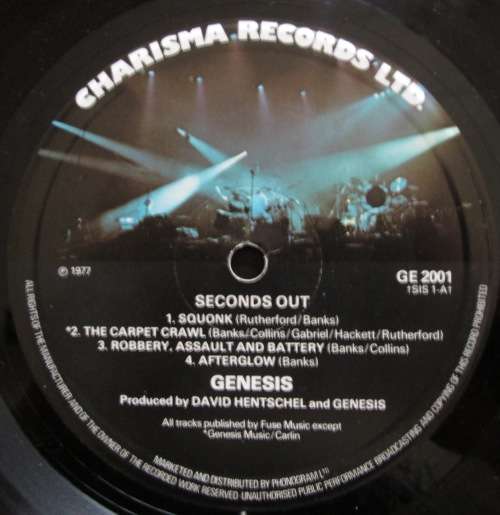 CHARISMA RECORDS LTD.
℗ 1977
GE 2001
†SIS 1-A†
SECONDS OUT
1. SQUONK (Rutherford/Banks)
*2. THE CARPET CRAWL (Banks/Collins/Gabriel/Hackett/Rutherford)
3. ROBBERY, ASSAULT AND BATTERY (Banks/Collins)
4. AFTERGLOW (Banks)
GENESIS
Produced by DAVID HENTSCHEL and GENESIS
All tracks published by Fuse Music except
*Genesis Music/Carlin
MARKETED AND DISTRIBUTED BY PHONOGRAM LTD
ALL RIGHTS OF THE MANUFACTURER AND OF THE OWNER OF THE RECORDED WORK RESERVED UNAUTHORISED PUBLIC PERFORMANCE BROADCASTING AND COPYING OF THIS RECORD PROHIBITED